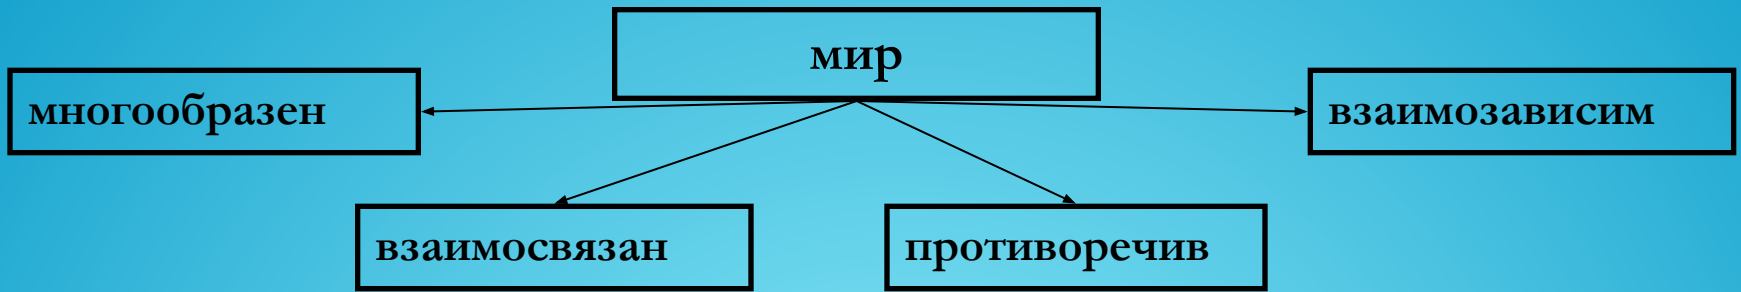 мир
многообразен
взаимозависим
взаимосвязан
противоречив